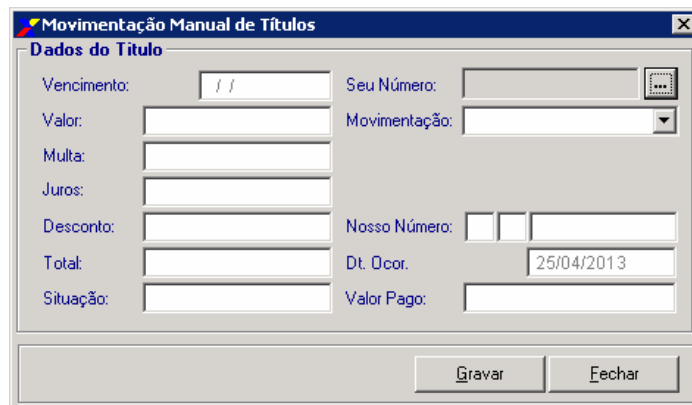 Movimentação Manual de Títulos
Dados do Titulo
Vencimento: / / Seu Número: ...
Valor: Movimentação:
Multa:
Juros:
Desconto: Nosso Número:
Total: Dt. Ocor. 25/04/2013
Situação: Valor Pago:
Gravar Fechar